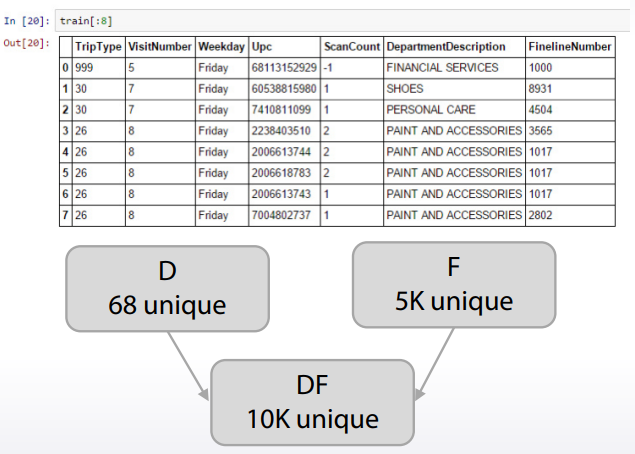 In [20]: train[:8]
Out[20]:
TripType VisitNumber Weekday Upc ScanCount DepartmentDescription FinelineNumber
0 999 5 Friday 68113152929 -1 FINANCIAL SERVICES 1000
1 30 7 Friday 60538815980 1 SHOES 8931
2 30 7 Friday 7410811099 1 PERSONAL CARE 4504
3 26 8 Friday 2238403510 2 PAINT AND ACCESSORIES 3565
4 26 8 Friday 2006613744 2 PAINT AND ACCESSORIES 1017
5 26 8 Friday 2006618783 2 PAINT AND ACCESSORIES 1017
6 26 8 Friday 2006613743 1 PAINT AND ACCESSORIES 1017
7 26 8 Friday 7004802737 1 PAINT AND ACCESSORIES 2802
D
68 unique
F
5K unique
DF
10K unique